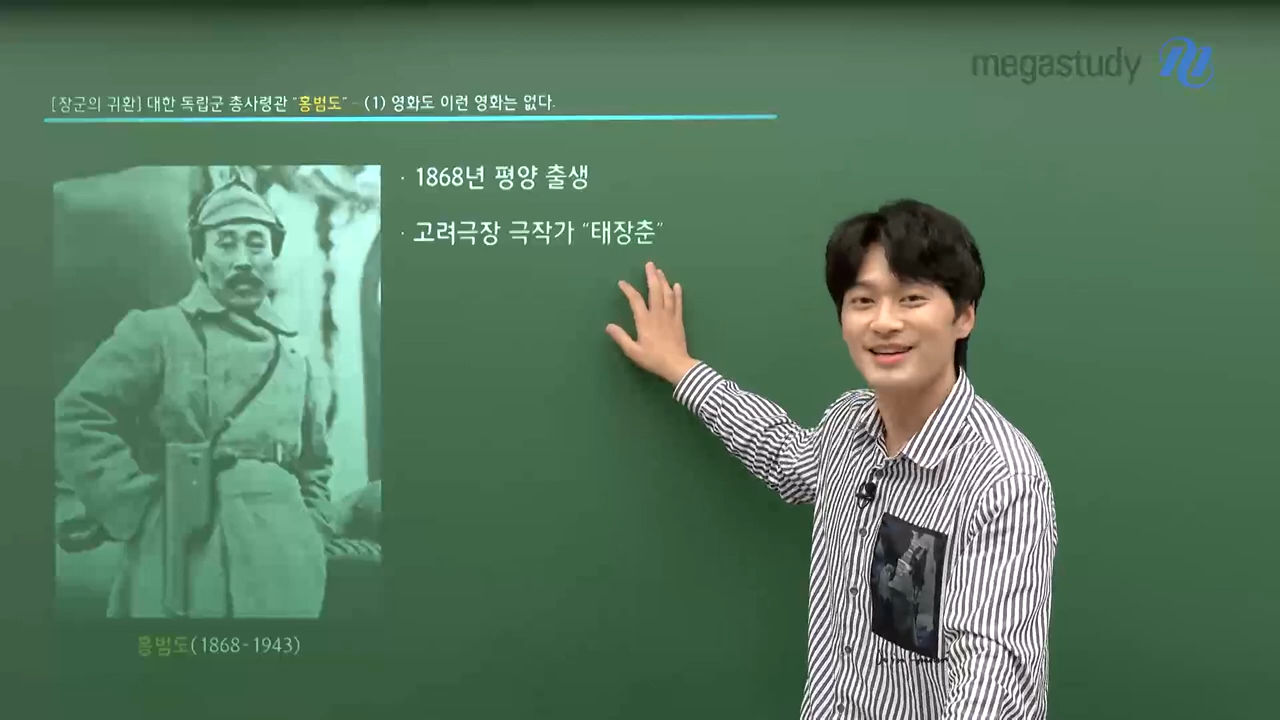 megastudy
[장군의 귀환] 대한 독립군 총사령관 "홍범도" - (1) 영화도 이런 영화는 없다.
· 1868년 평양 출생
· 고려극장 극작가 "태장춘"
홍범도(1868-1943)